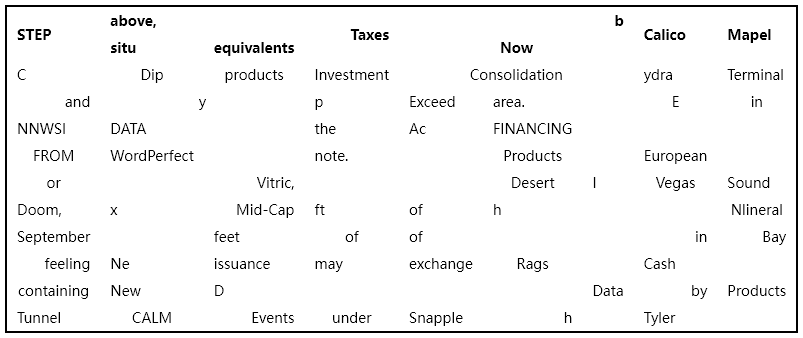 STEP above, situ equivalents Taxes Now b Calico Mapel
C Dip products Investment Consolidation ydra Terminal
and y p Exceed area. E in
NNWSI DATA the Ac FINANCING
FROM WordPerfect note. Products European
or Vitric, Desert I Vegas Sound
Doom, x Mid-Cap ft of h Nlineral
September feet of of in Bay
feeling Ne issuance may exchange Rags Cash
containing New D Data by Products
Tunnel CALM Events under Snapple h Tyler